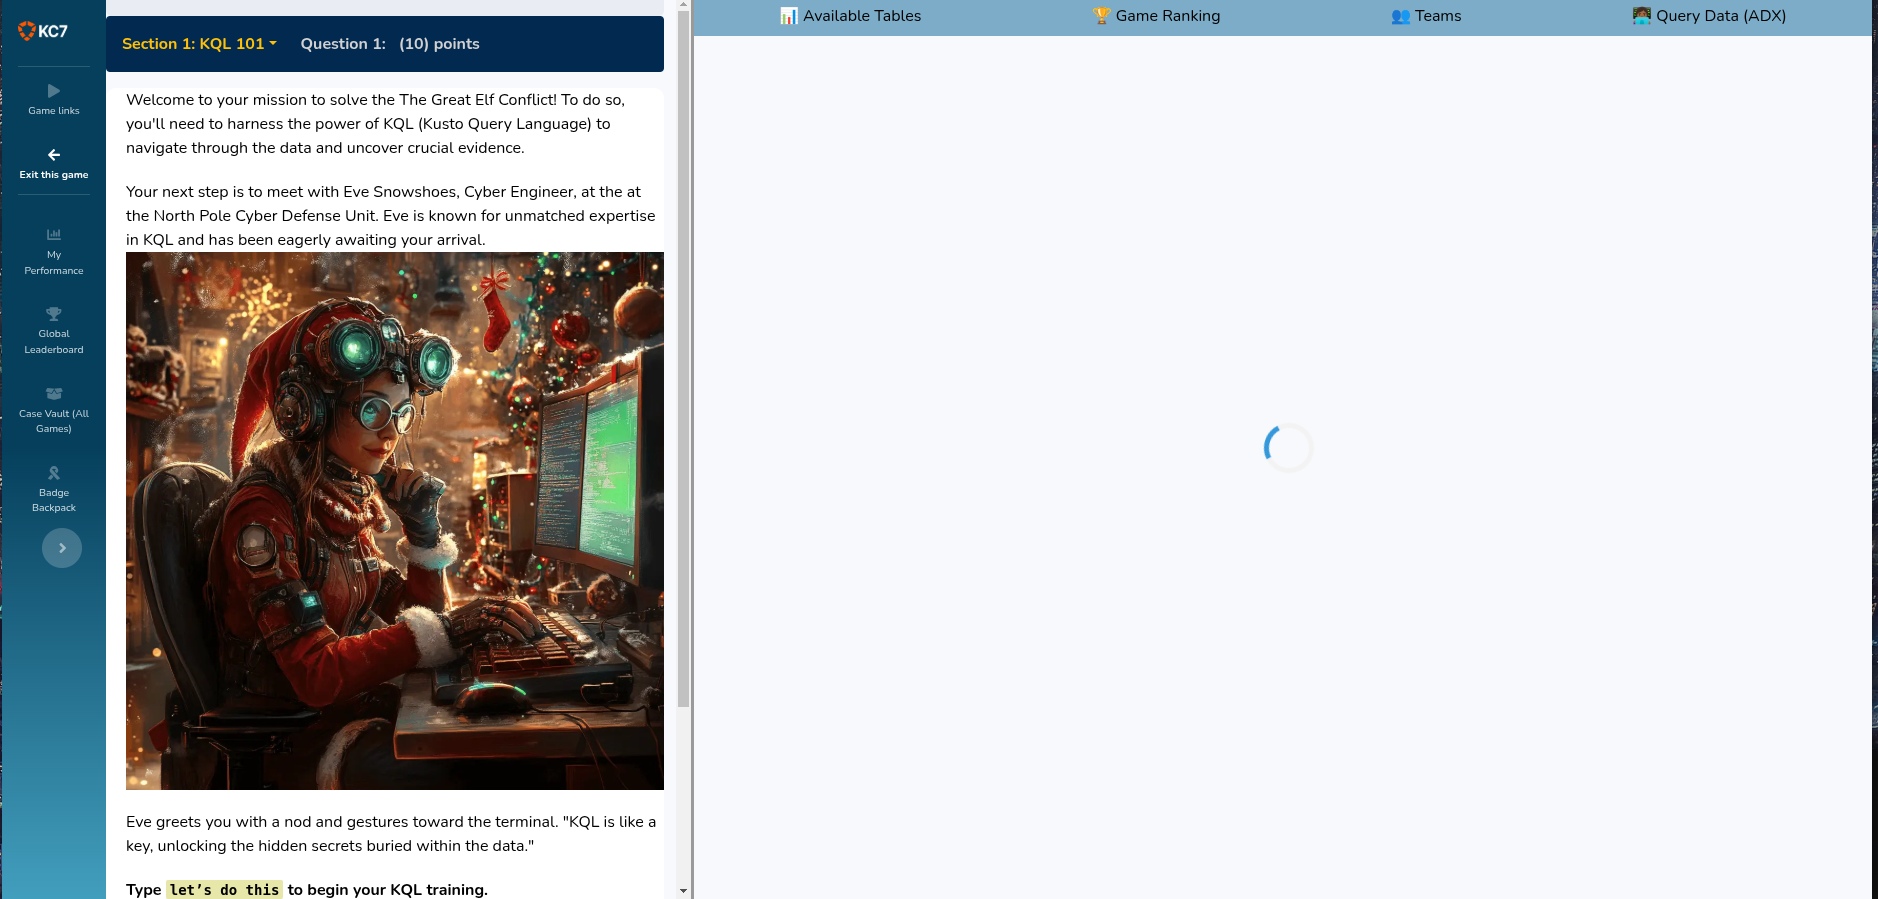 KC7
Game links
Exit this game
My
Performance
Global
Leaderboard
Case Vault (All
Games)
Badge
Backpack
Section 1: KQL 101
Question 1: (10) points
Welcome to your mission to solve the The Great Elf Conflict! To do so,
you'll need to harness the power of KQL (Kusto Query Language) to
navigate through the data and uncover crucial evidence.
Your next step is to meet with Eve Snowshoes, Cyber Engineer, at the at
the North Pole Cyber Defense Unit. Eve is known for unmatched expertise
in KQL and has been eagerly awaiting your arrival.
Eve greets you with a nod and gestures toward the terminal. "KQL is like a
key, unlocking the hidden secrets buried within the data."
Type let’s do this to begin your KQL training.
Available Tables
Game Ranking
Teams
Query Data (ADX)